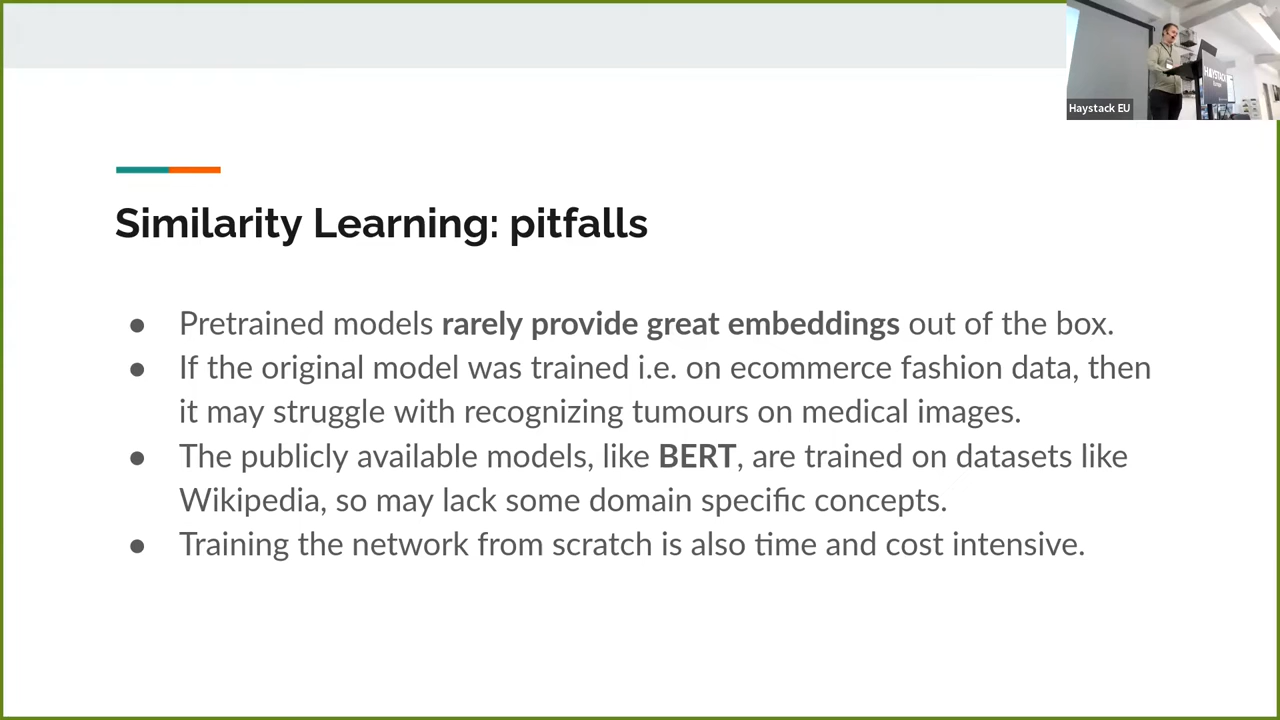 Haystack EU
HAYSTACK
Similarity Learning: pitfalls
● Pretrained models rarely provide great embeddings out of the box.
● If the original model was trained i.e. on ecommerce fashion data, then
it may struggle with recognizing tumours on medical images.
● The publicly available models, like BERT, are trained on datasets like
Wikipedia, so may lack some domain specific concepts.
● Training the network from scratch is also time and cost intensive.